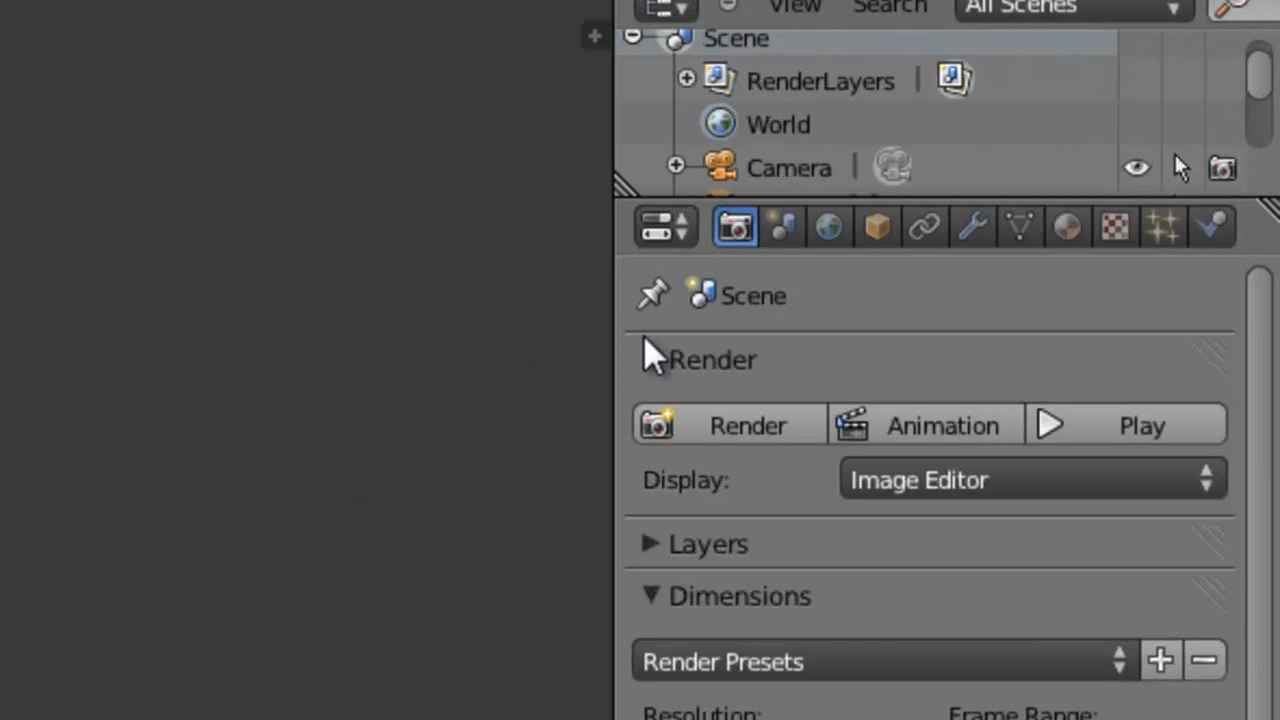 View Search All Scenes
Scene
RenderLayers
World
Camera
Scene
Render
Render Animation Play
Display: Image Editor
Layers
Dimensions
Render Presets
Resolution: Frame Range: